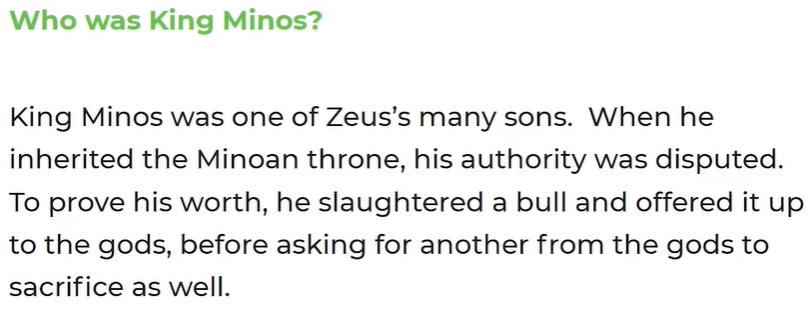 Who was King Minos?
King Minos was one of Zeus’s many sons.  When he
inherited the Minoan throne, his authority was disputed.
To prove his worth, he slaughtered a bull and offered it up
to the gods, before asking for another from the gods to
sacrifice as well.